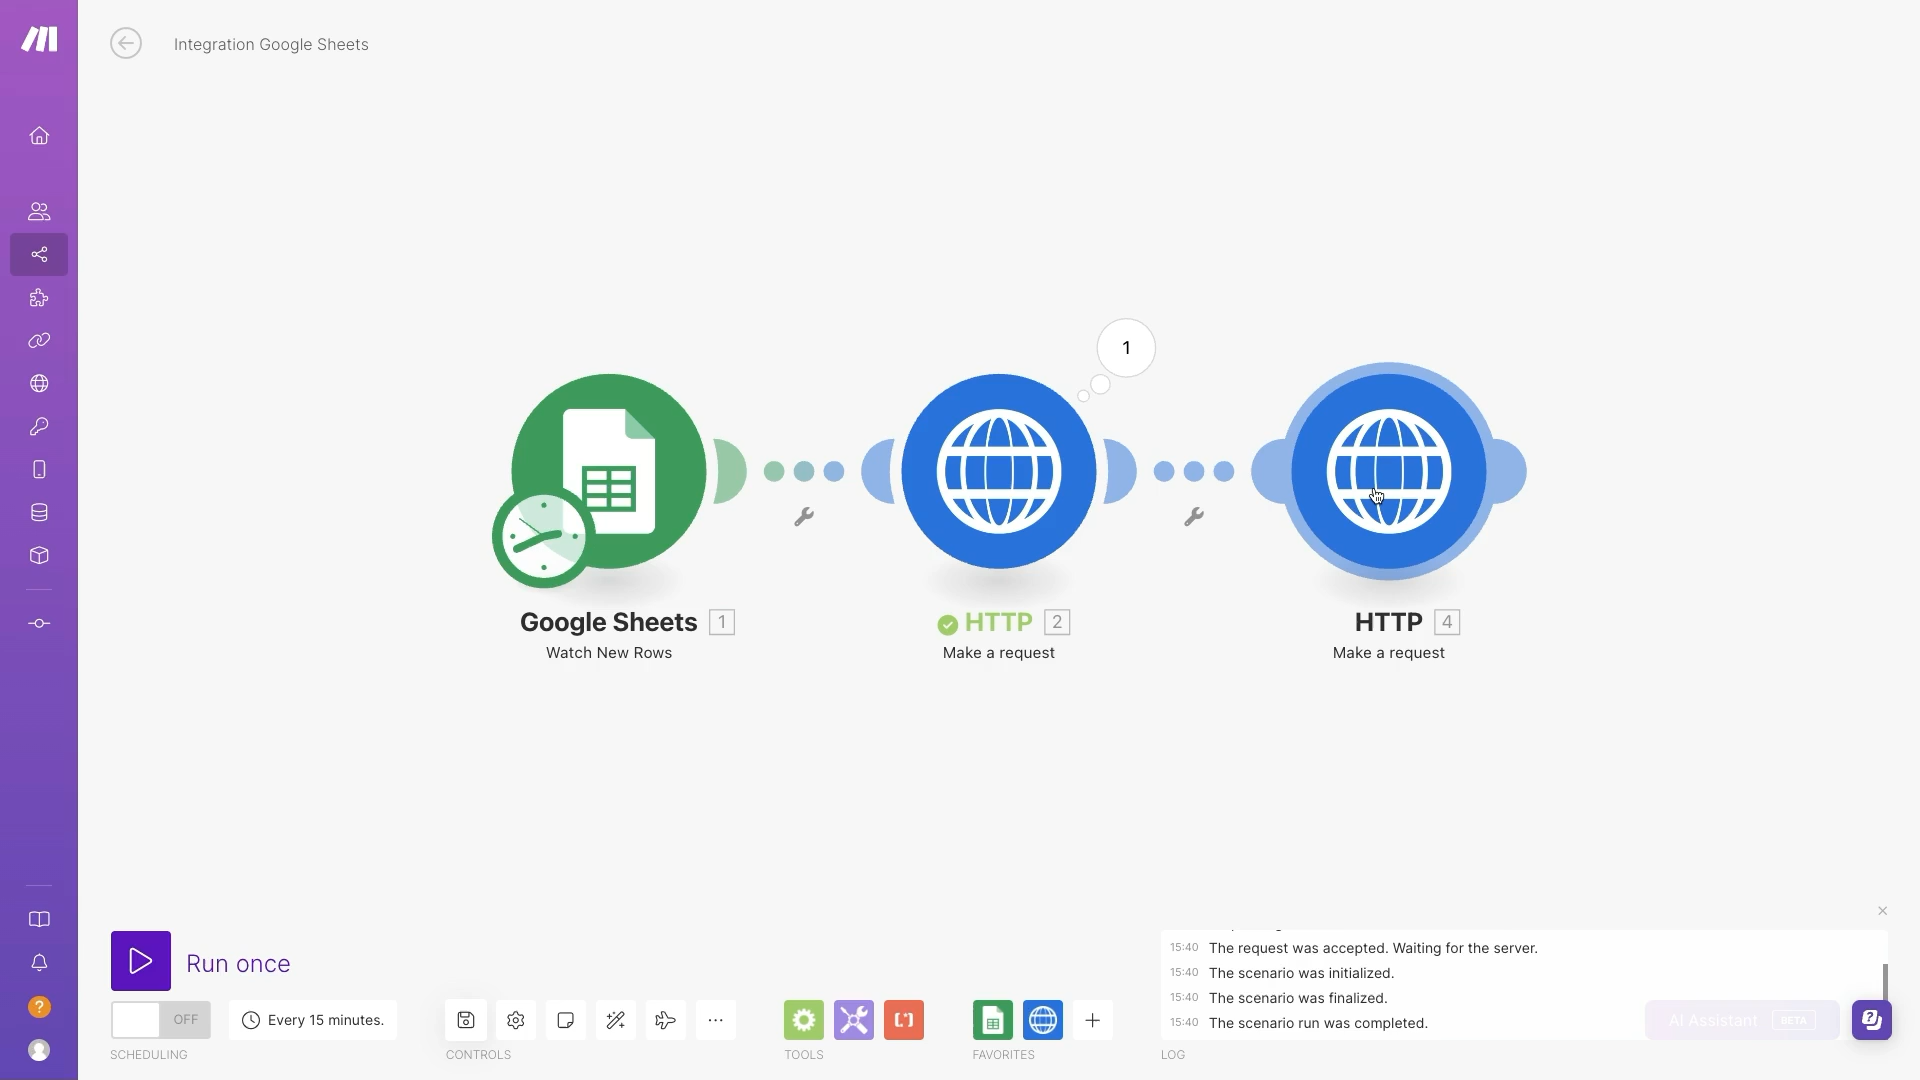 Integration Google Sheets
1
Google Sheets 1
Watch New Rows
HTTP 2
Make a request
HTTP 4
Make a request
Run once
OFF
Every 15 minutes.
SCHEDULING
CONTROLS
TOOLS
FAVORITES
15:40 The request was accepted. Waiting for the server.
15:40 The scenario was initialized.
15:40 The scenario was finalized.
15:40 The scenario run was completed.
AI Assistant BETA
LOG